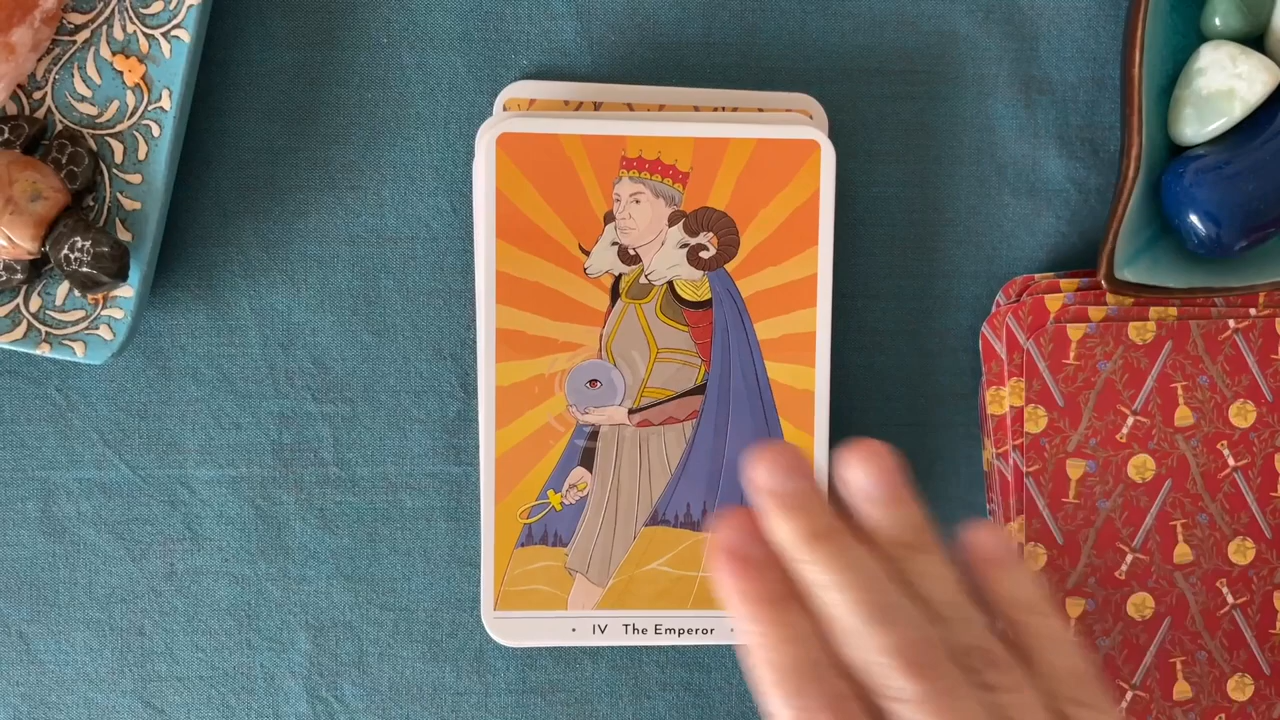 • IV The Emperor •